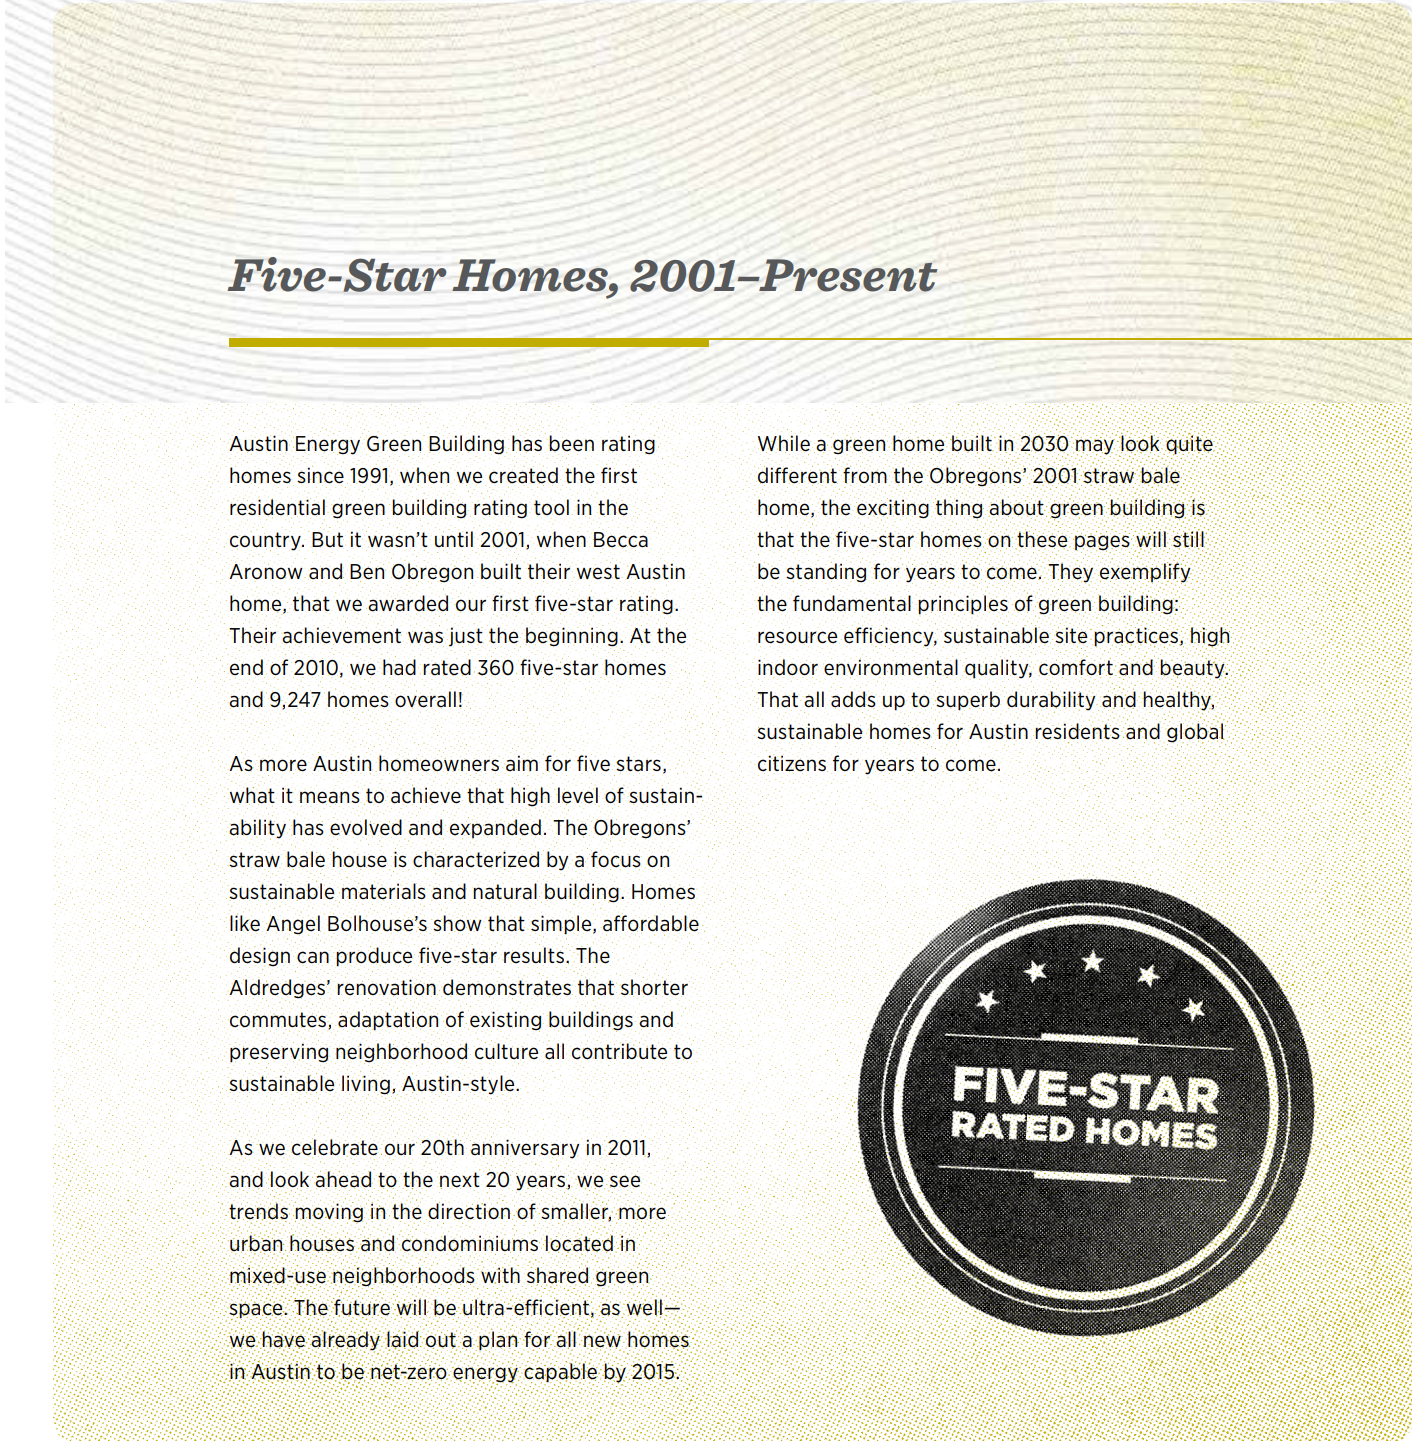 Five-Star Homes, 2001–Present
Austin Energy Green Building has been rating
homes since 1991, when we created the first
residential green building rating tool in the
country. But it wasn’t until 2001, when Becca
Aronow and Ben Obregon built their west Austin
home, that we awarded our first five-star rating.
Their achievement was just the beginning. At the
end of 2010, we had rated 360 five-star homes
and 9,247 homes overall!
As more Austin homeowners aim for five stars,
what it means to achieve that high level of sustain-
ability has evolved and expanded. The Obregons’
straw bale house is characterized by a focus on
sustainable materials and natural building. Homes
like Angel Bolhouse’s show that simple, affordable
design can produce five-star results. The
Aldredges’ renovation demonstrates that shorter
commutes, adaptation of existing buildings and
preserving neighborhood culture all contribute to
sustainable living, Austin-style.
As we celebrate our 20th anniversary in 2011,
and look ahead to the next 20 years, we see
trends moving in the direction of smaller, more
urban houses and condominiums located in
mixed-use neighborhoods with shared green
space. The future will be ultra-efficient, as well—
we have already laid out a plan for all new homes
in Austin to be net-zero energy capable by 2015.
While a green home built in 2030 may look quite
different from the Obregons’ 2001 straw bale
home, the exciting thing about green building is
that the five-star homes on these pages will still
be standing for years to come. They exemplify
the fundamental principles of green building:
resource efficiency, sustainable site practices, high
indoor environmental quality, comfort and beauty.
That all adds up to superb durability and healthy,
sustainable homes for Austin residents and global
citizens for years to come.
FIVE-STAR
RATED HOMES